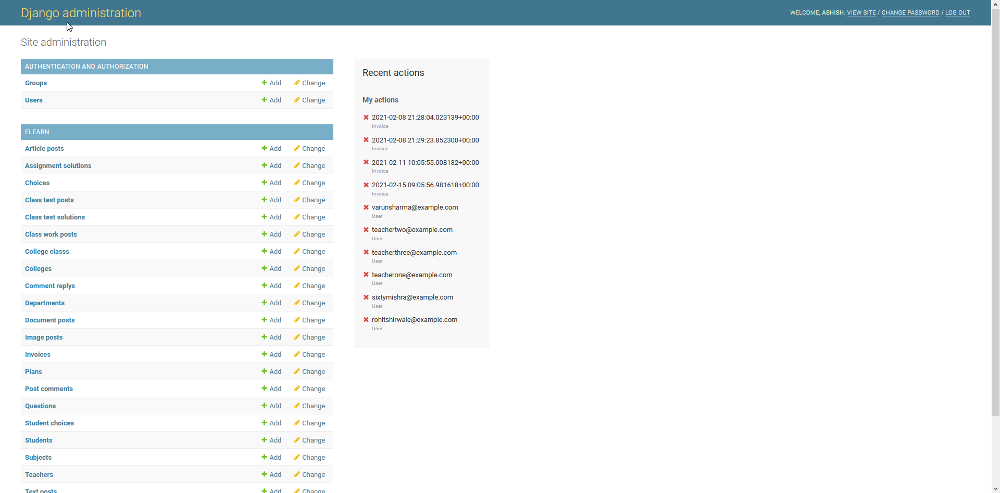 Django administration
WELCOME, ASHISH. VIEW SITE / CHANGE PASSWORD / LOG OUT
Site administration
AUTHENTICATION AND AUTHORIZATION
Groups Add Change
Users Add Change
ELEARN
Article posts Add Change
Assignment solutions Add Change
Choices Add Change
Class test posts Add Change
Class test solutions Add Change
Class work posts Add Change
College classs Add Change
Colleges Add Change
Comment replys Add Change
Departments Add Change
Document posts Add Change
Image posts Add Change
Invoices Add Change
Plans Add Change
Post comments Add Change
Questions Add Change
Student choices Add Change
Students Add Change
Subjects Add Change
Teachers Add Change
Text posts Add Change
Recent actions
My actions
2021-02-08 21:28:04.023139+00:00
Invoice
2021-02-08 21:29:23.852300+00:00
Invoice
2021-02-11 10:05:55.008182+00:00
Invoice
2021-02-15 09:05:56.981618+00:00
Invoice
varunsharma@example.com
User
teachertwo@example.com
User
teacherthree@example.com
User
teacherone@example.com
User
sixtymishra@example.com
User
rohitshirwale@example.com
User